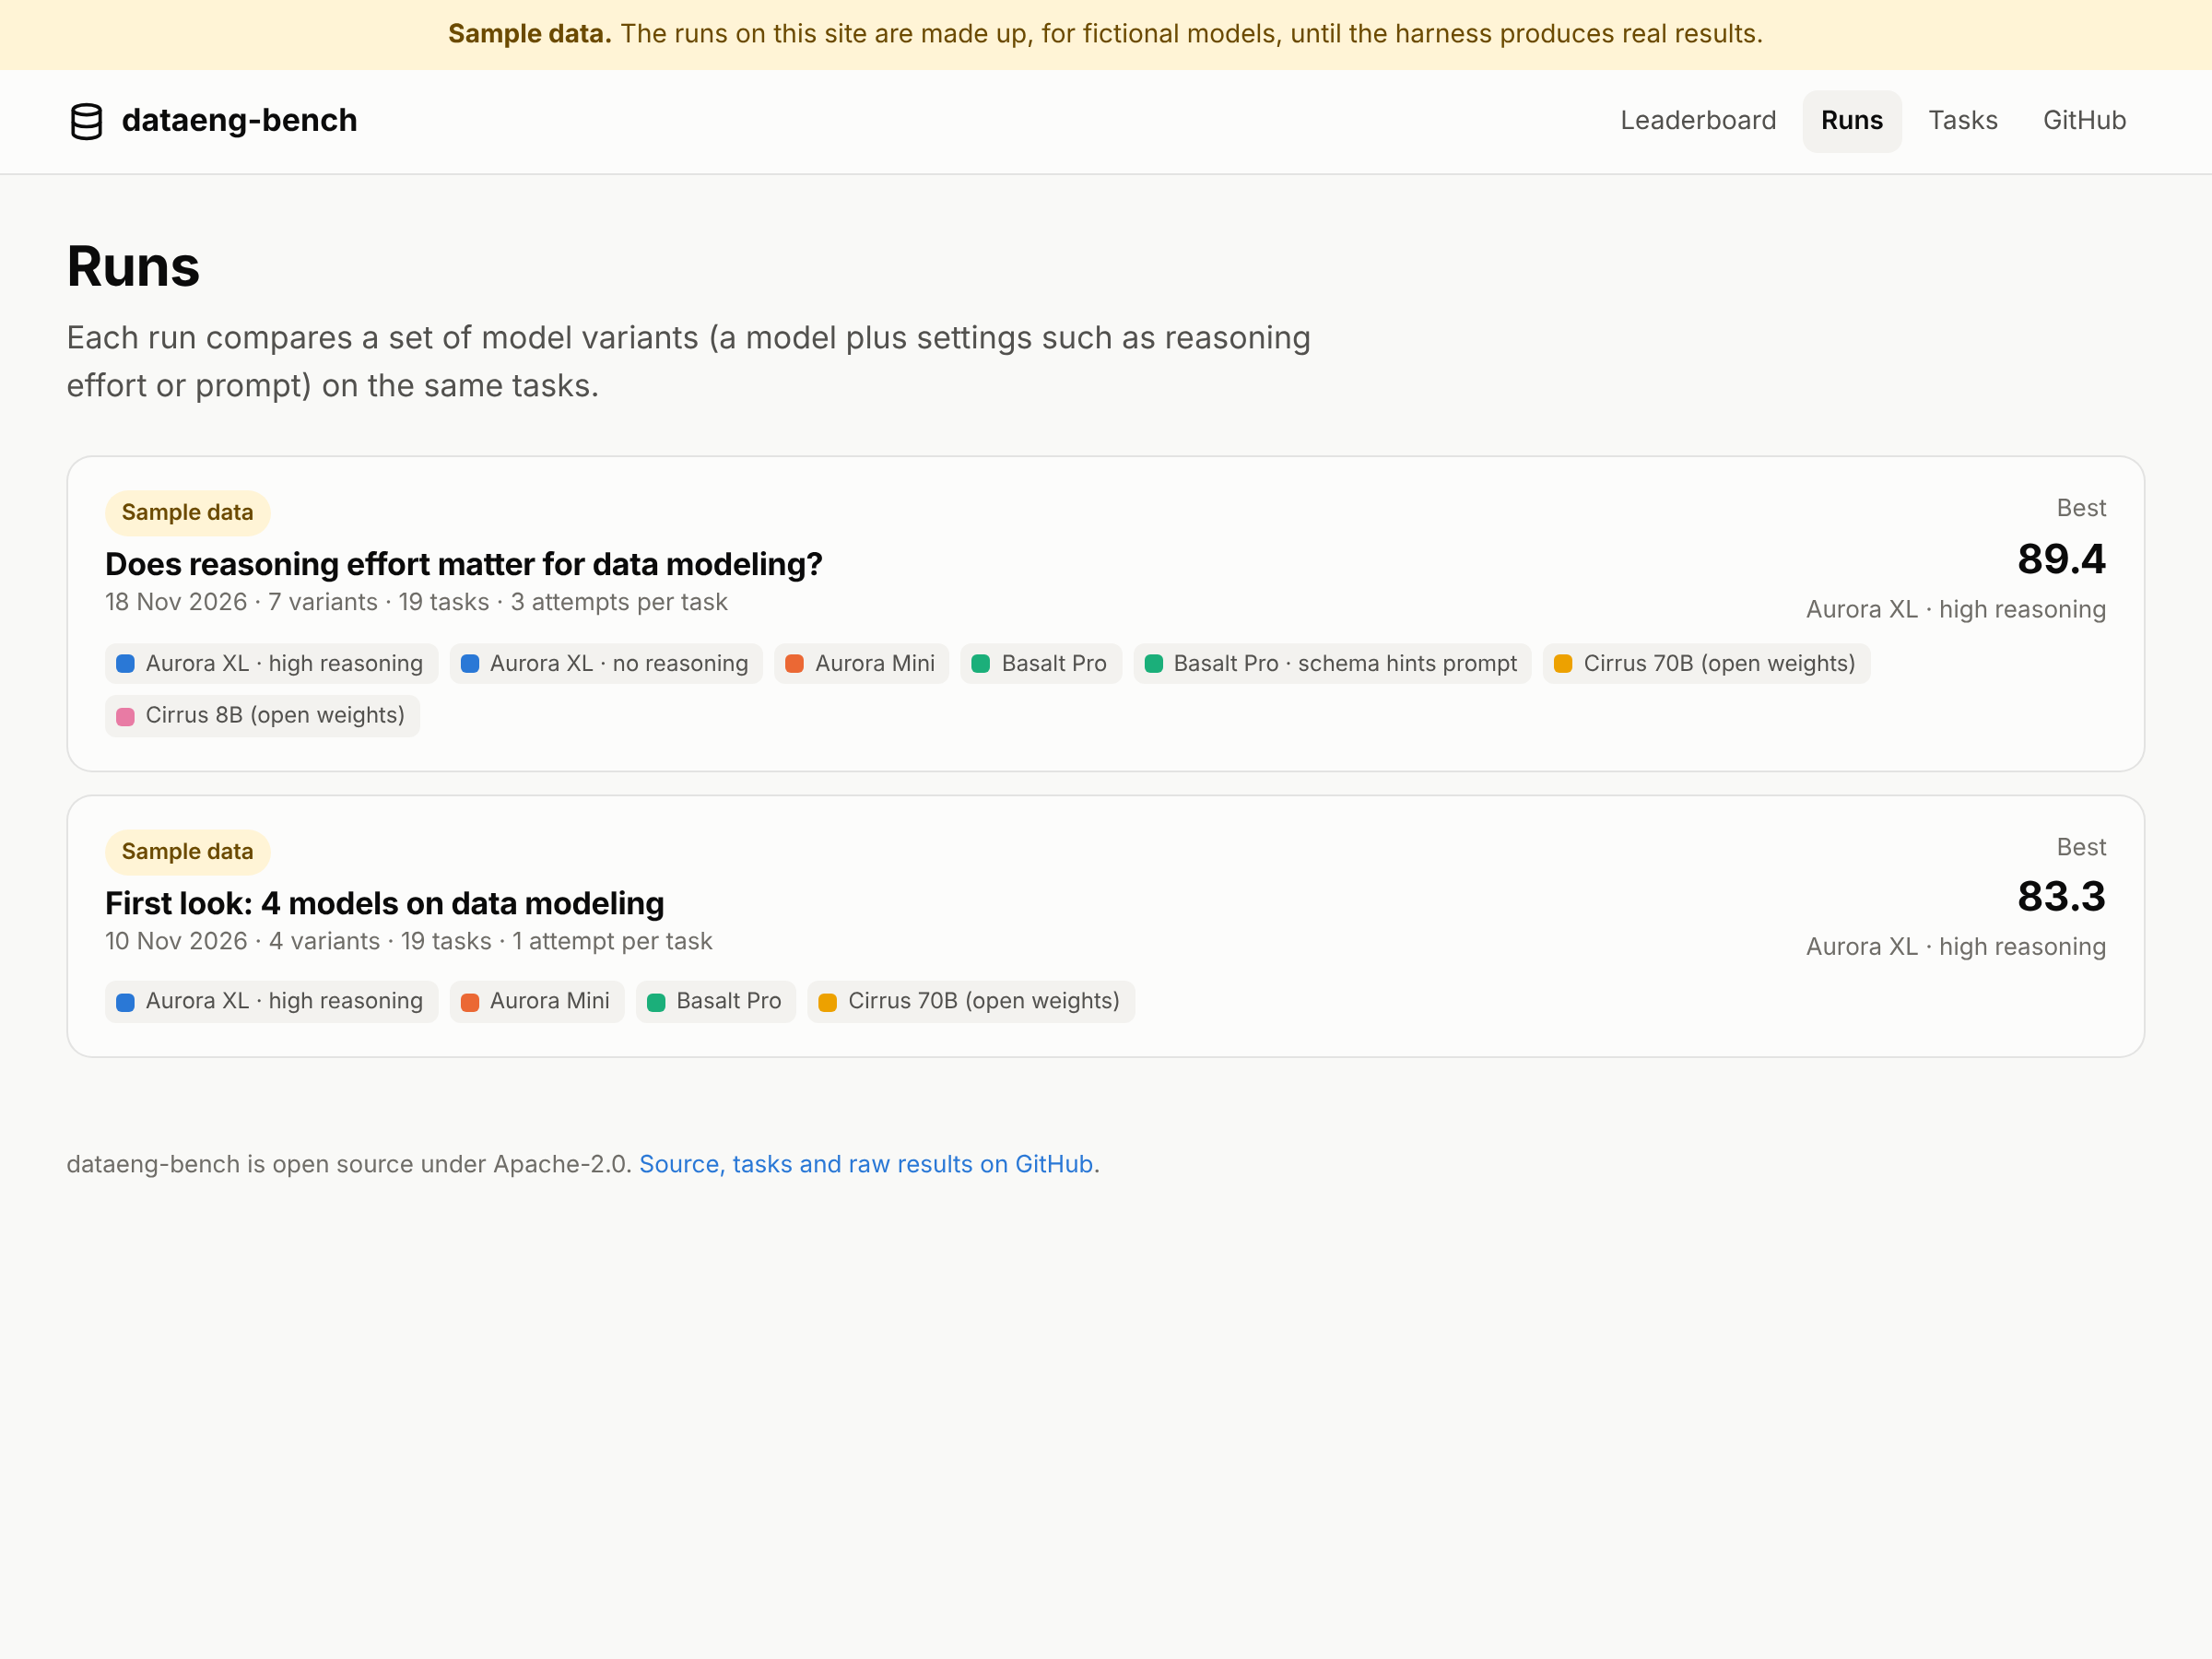 Sample data. The runs on this site are made up, for fictional models, until the harness produces real results.
dataeng-bench
Leaderboard
Runs
Tasks
GitHub
Runs
Each run compares a set of model variants (a model plus settings such as reasoning
effort or prompt) on the same tasks.
Sample data
Does reasoning effort matter for data modeling?
18 Nov 2026 · 7 variants · 19 tasks · 3 attempts per task
Best
89.4
Aurora XL · high reasoning
Aurora XL · high reasoning
Aurora XL · no reasoning
Aurora Mini
Basalt Pro
Basalt Pro · schema hints prompt
Cirrus 70B (open weights)
Cirrus 8B (open weights)
Sample data
First look: 4 models on data modeling
10 Nov 2026 · 4 variants · 19 tasks · 1 attempt per task
Best
83.3
Aurora XL · high reasoning
Aurora XL · high reasoning
Aurora Mini
Basalt Pro
Cirrus 70B (open weights)
dataeng-bench is open source under Apache-2.0. Source, tasks and raw results on GitHub.